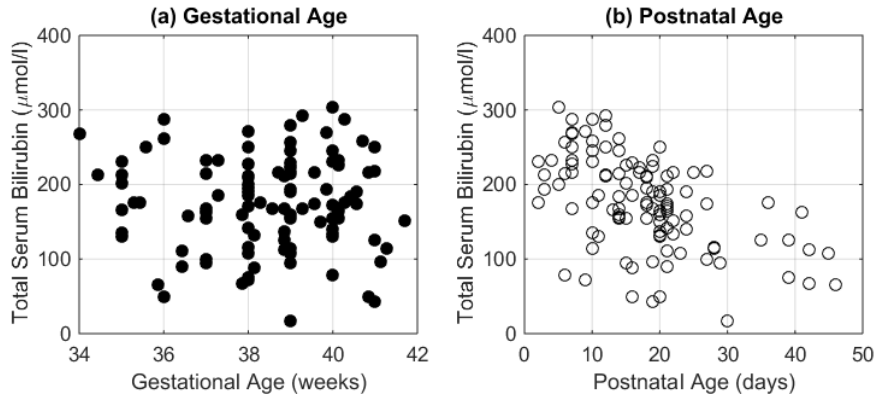 (a) Gestational Age
400
300
200
100
0
34 36 38 40 42
Total Serum Bilirubin (μmol/l)
Gestational Age (weeks)
(b) Postnatal Age
400
300
200
100
0
0 10 20 30 40 50
Total Serum Bilirubin (μmol/l)
Postnatal Age (days)